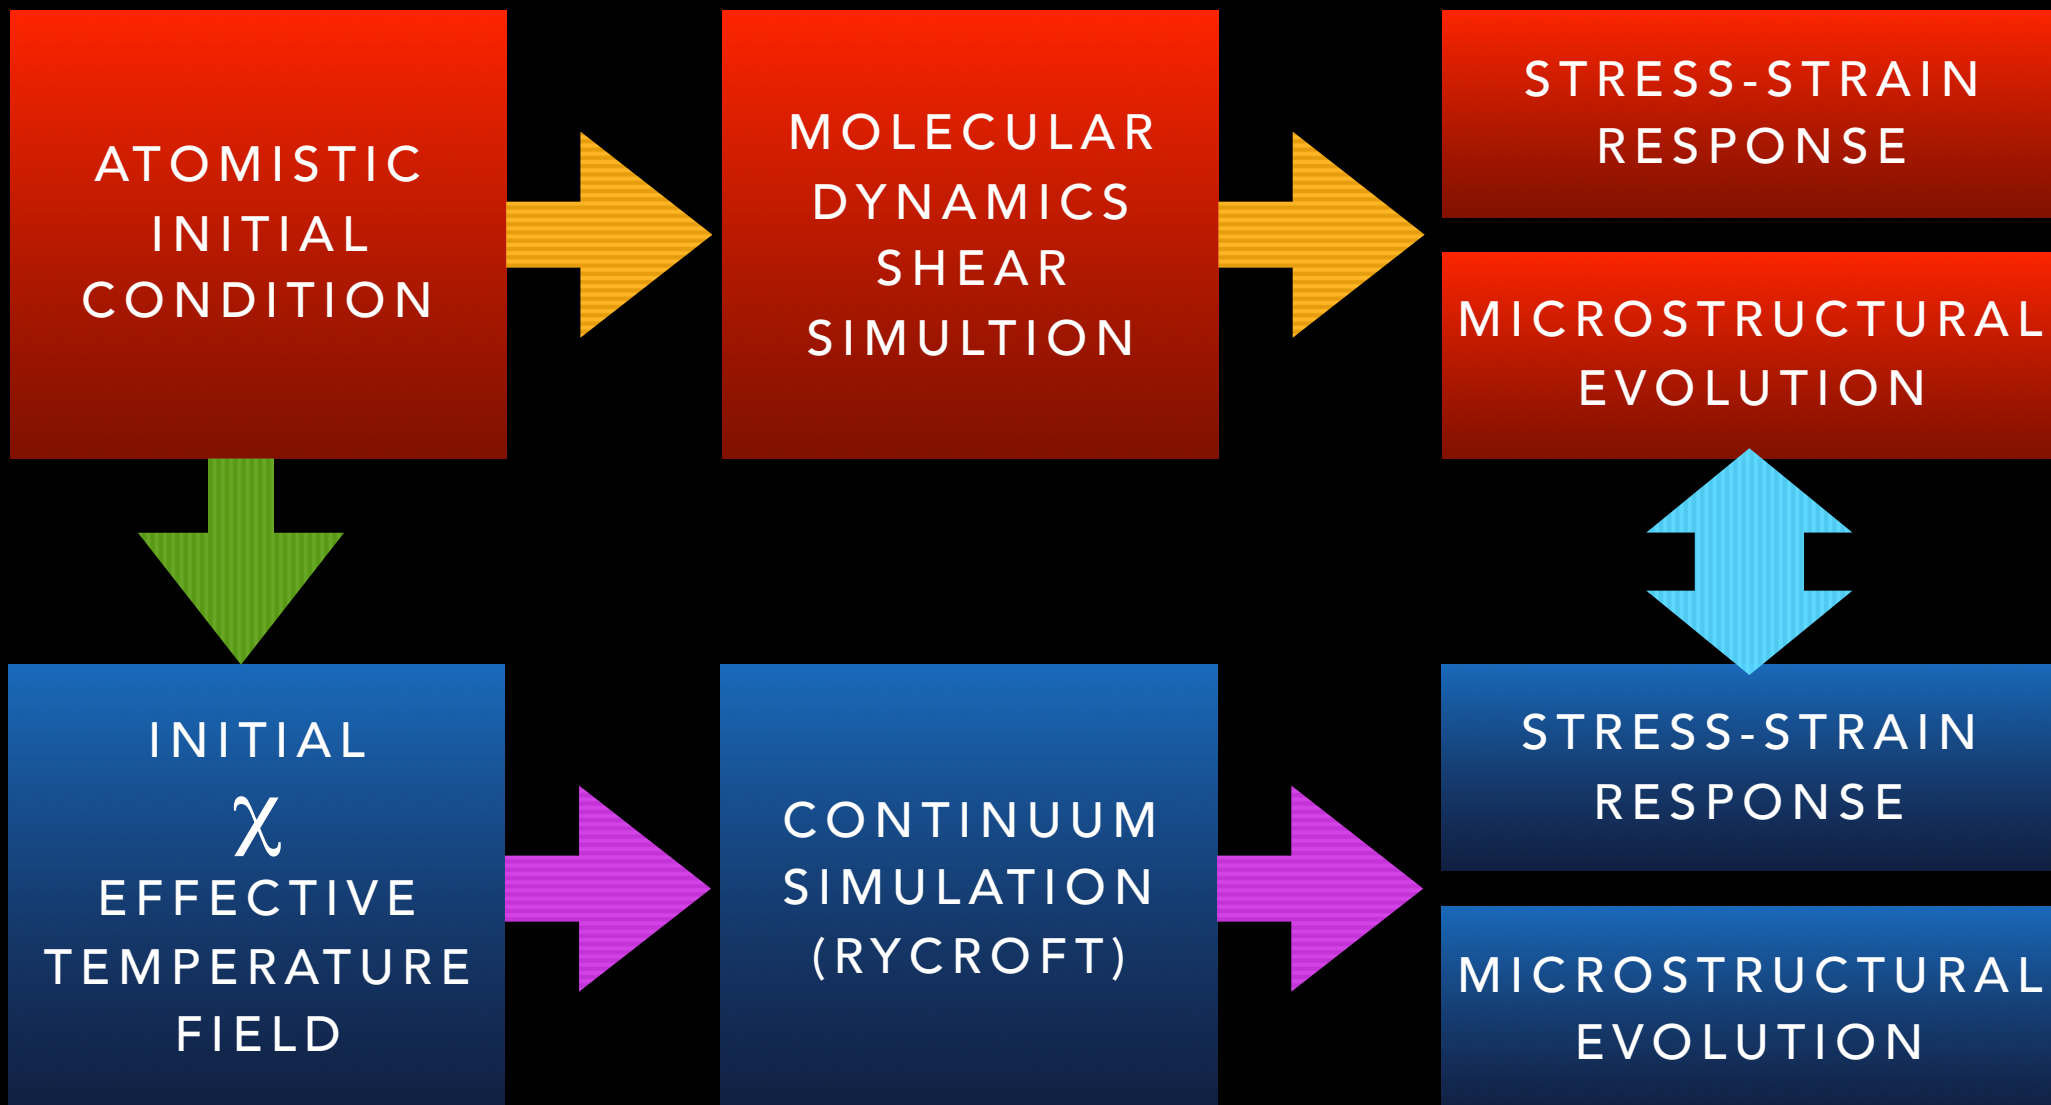 ATOMISTIC
INITIAL
CONDITION
MOLECULAR
DYNAMICS
SHEAR
SIMULTION
STRESS-STRAIN
RESPONSE
MICROSTRUCTURAL
EVOLUTION
INITIAL
χ
EFFECTIVE
TEMPERATURE
FIELD
CONTINUUM
SIMULATION
(RYCROFT)
STRESS-STRAIN
RESPONSE
MICROSTRUCTURAL
EVOLUTION